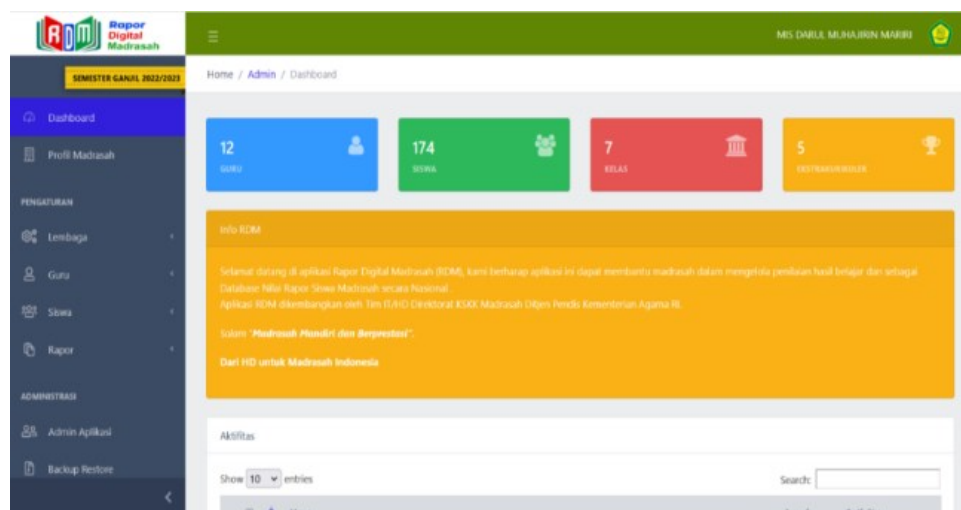 RDM Rapor
Digital
Madrasah
MIS DARUL MUHAJIRIN MARIRI
SEMESTER GANJIL 2022/2023
Home / Admin / Dashboard
Dashboard
Profil Madrasah
PENGATURAN
Lembaga
Guru
Siswa
Rapor
ADMINISTRASI
Admin Aplikasi
Backup Restore
12
GURU
174
SISWA
7
KELAS
5
EKSTRAKURIKULER
Info RDM
Selamat datang di aplikasi Rapor Digital Madrasah (RDM), kami berharap aplikasi ini dapat membantu madrasah dalam mengelola penilaian hasil belajar dan sebagai
Database Nilai Rapor Siswa Madrasah secara Nasional .
Aplikasi RDM dikembangkan oleh Tim IT/HD Direktorat KSKK Madrasah Ditjen Pendis Kementerian Agama RI.
Salam "Madrasah Mandiri dan Berprestasi".
Dari HD untuk Madrasah Indonesia
Aktifitas
Show 10 entries
Search: